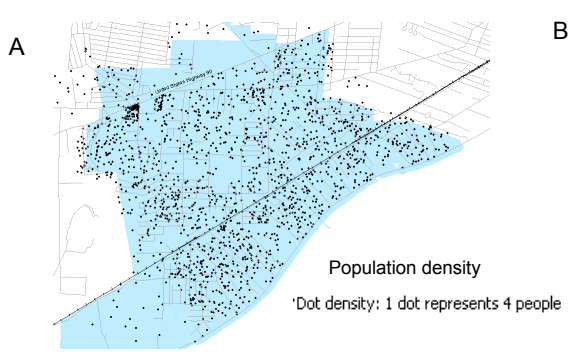 A
B
United States Highway 90
Population density
'Dot density: 1 dot represents 4 people